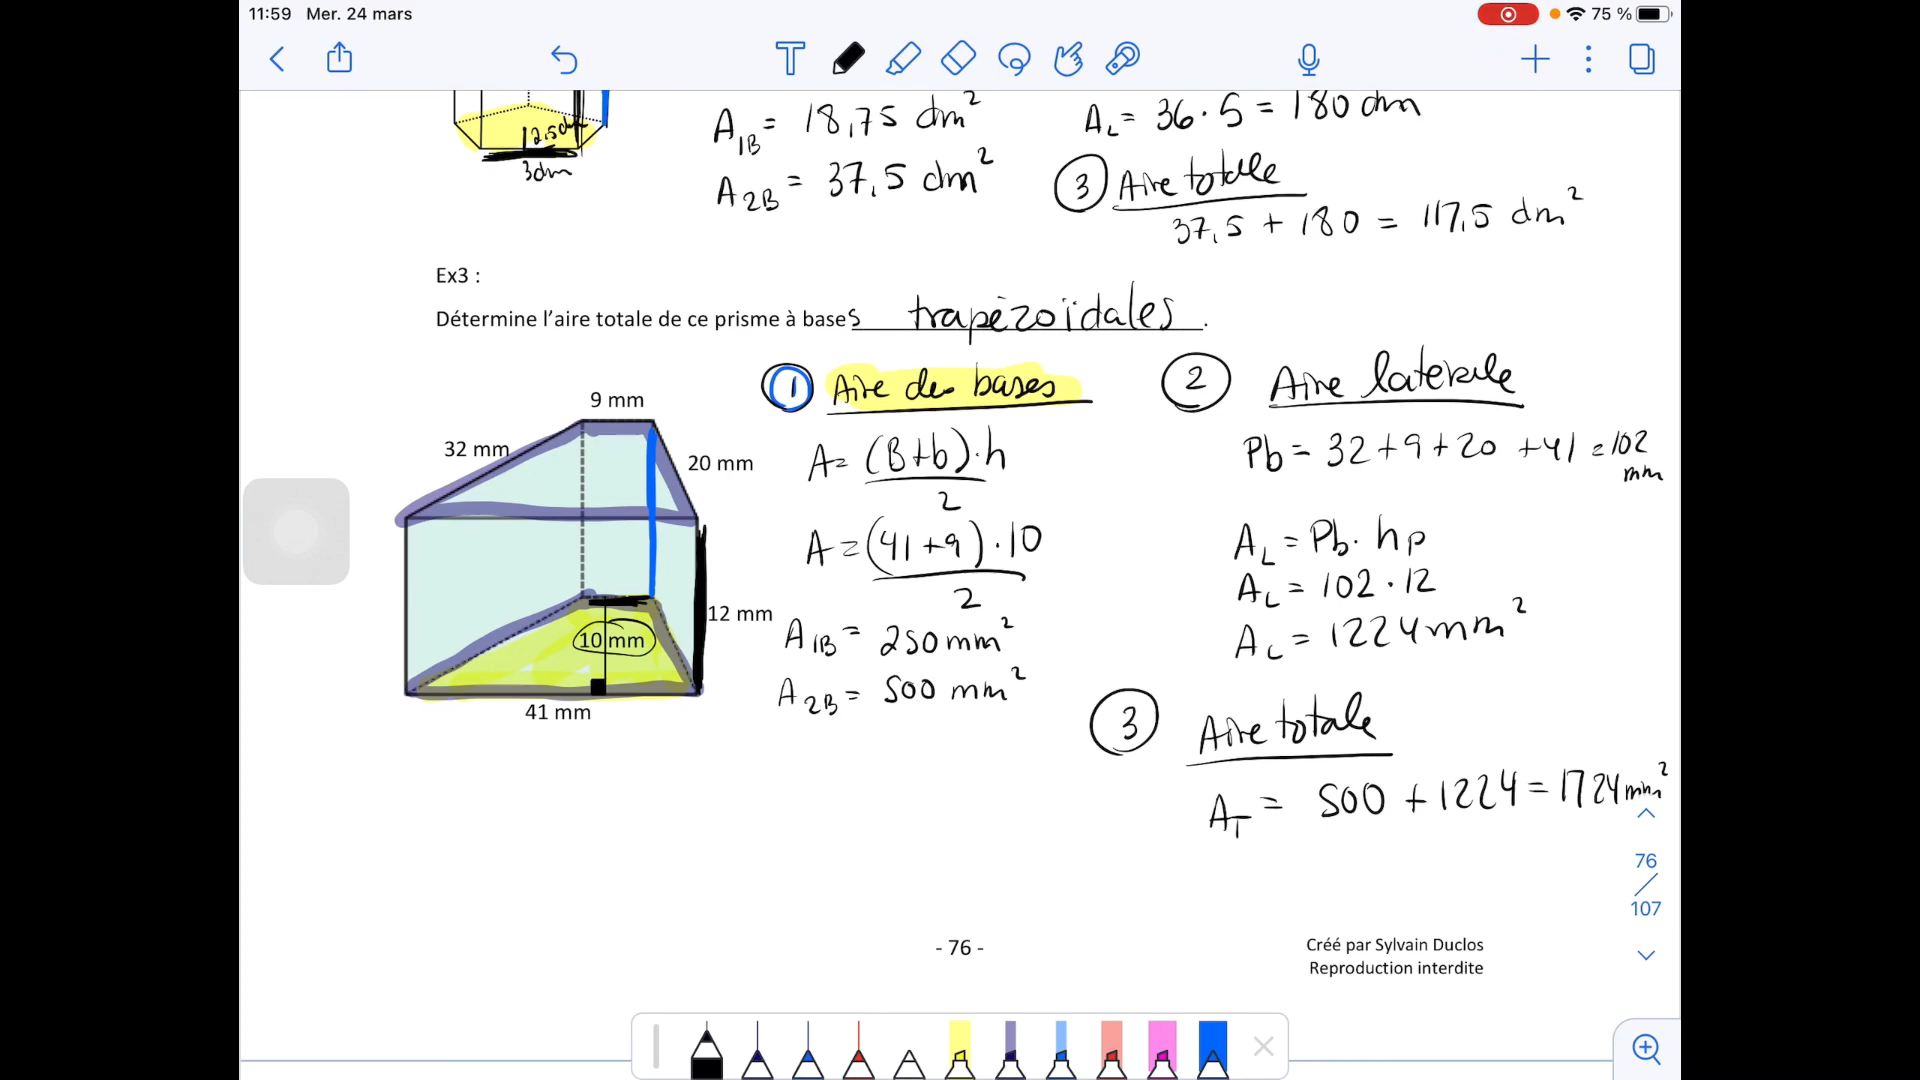 11:59 Mer. 24 mars
75 %
12,5dm
3dm
A1B = 18,75 dm²
A2B = 37,5 dm²
AL = 36 · 5 = 180 dm
3 Aire totale
37,5 + 180 = 117,5 dm²
Ex3 :
Détermine l'aire totale de ce prisme à bases trapézoïdales.
9 mm
32 mm
20 mm
12 mm
10 mm
41 mm
1 Aire des bases
A = (B+b)·h
2
A = (41+9)·10
2
A1B = 250 mm²
A2B = 500 mm²
2 Aire latérale
Pb = 32+9+20+41 = 102 mm
AL = Pb · hp
AL = 102 · 12
AL = 1224 mm²
3 Aire totale
AT = 500 + 1224 = 1724 mm²
76
107
- 76 -
Créé par Sylvain Duclos
Reproduction interdite